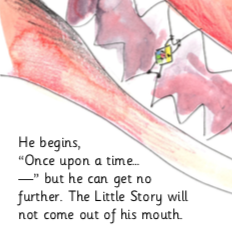 He begins,
“Once upon a time…
—” but he can get no
further. The Little Story will
not come out of his mouth.